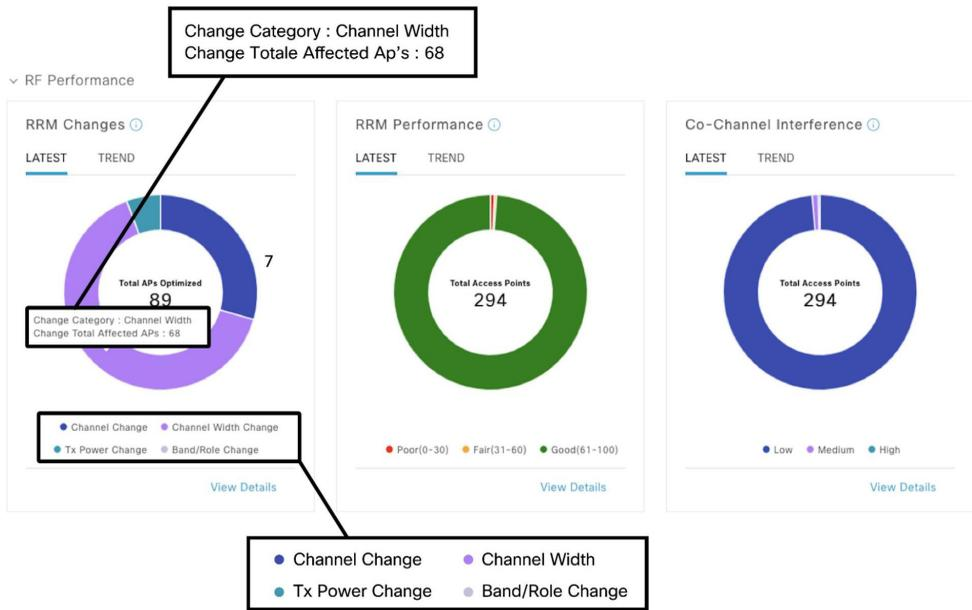 Change Category : Channel Width
Change Totale Affected Ap's : 68
RF Performance
RRM Changes
LATEST TREND
Total APs Optimized
89
7
Change Category : Channel Width
Change Total Affected APs : 68
Channel Change Channel Width Change
Tx Power Change Band/Role Change
View Details
RRM Performance
LATEST TREND
Total Access Points
294
Poor(0-30) Fair(31-60) Good(61-100)
View Details
Co-Channel Interference
LATEST TREND
Total Access Points
294
Low Medium High
View Details
Channel Change Channel Width
Tx Power Change Band/Role Change